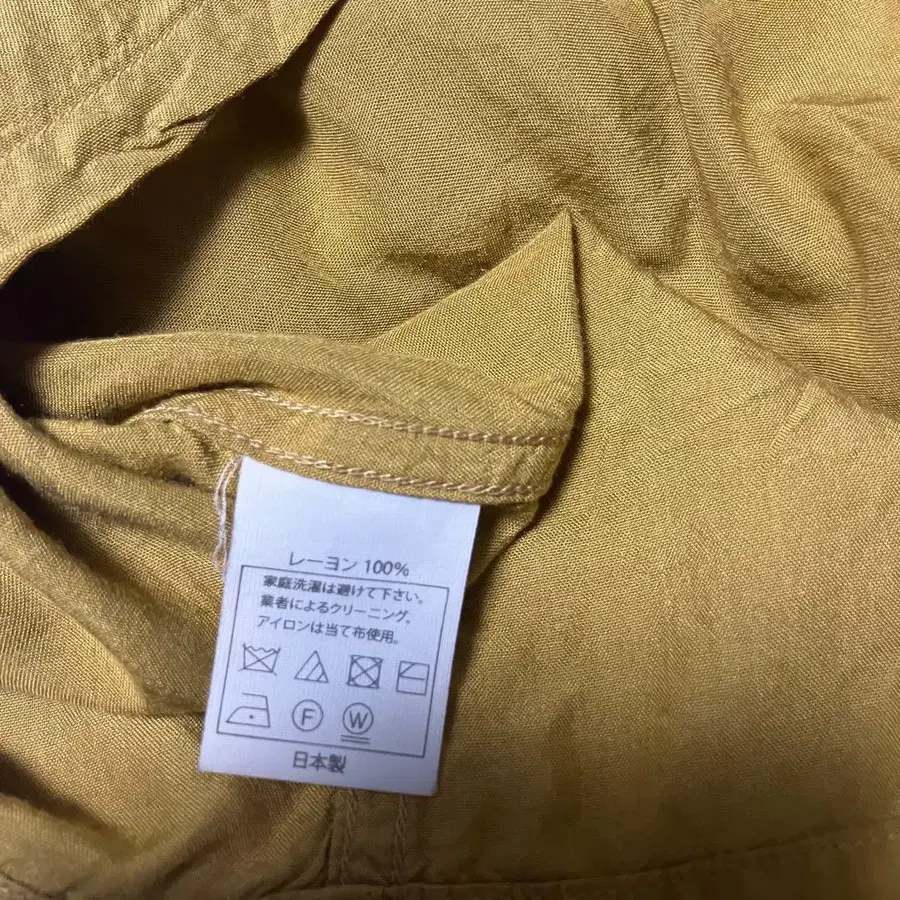 レーヨン 100%
家庭洗濯は避けて下さい。
業者によるクリーニング。
アイロンは当て布使用。
F W
日本製